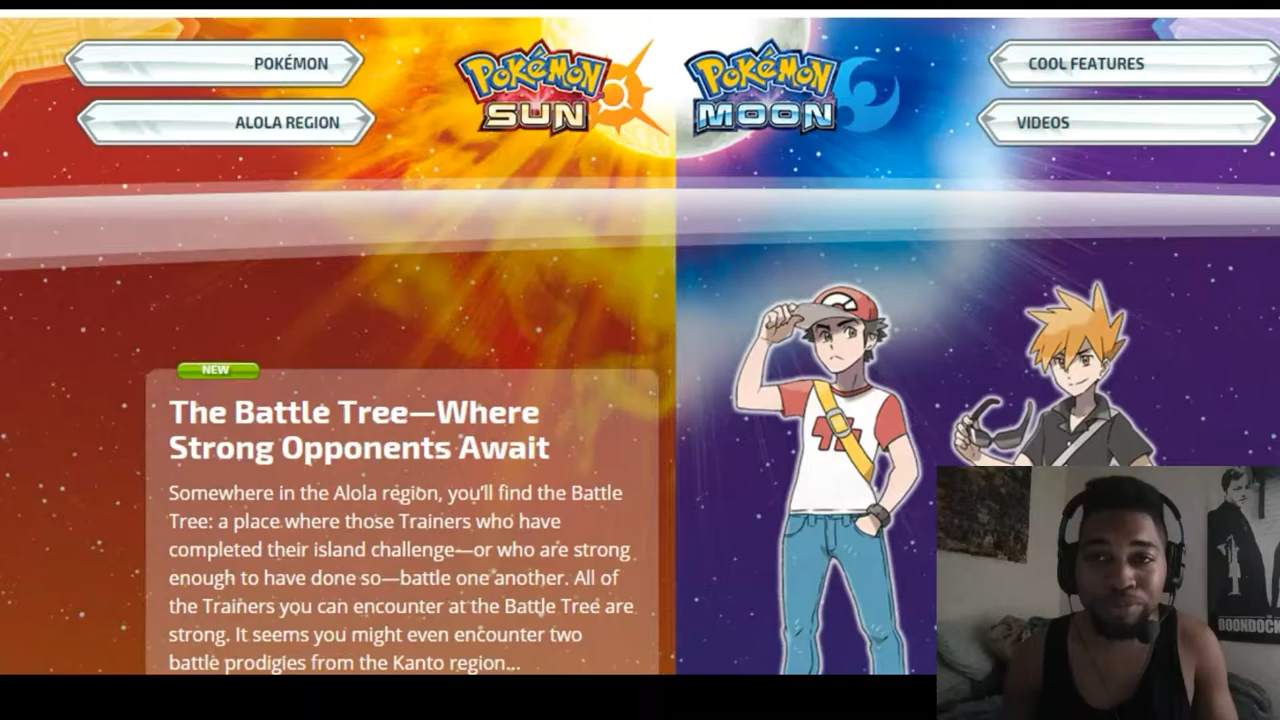 POKÉMON
ALOLA REGION
POKéMON
SUN
POKéMON
MOON
COOL FEATURES
VIDEOS
NEW
The Battle Tree—Where
Strong Opponents Await
Somewhere in the Alola region, you'll find the Battle
Tree: a place where those Trainers who have
completed their island challenge—or who are strong
enough to have done so—battle one another. All of
the Trainers you can encounter at the Battle Tree are
strong. It seems you might even encounter two
battle prodigies from the Kanto region...
BOONDOCK